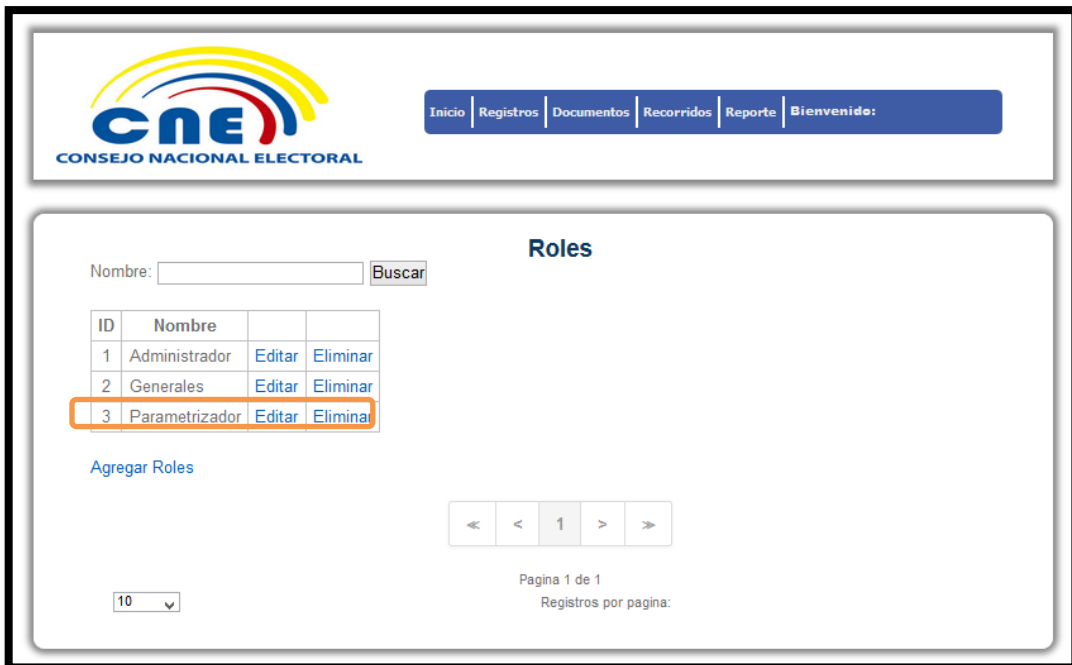 CNE
CONSEJO NACIONAL ELECTORAL
Inicio Registros Documentos Recorridos Reporte Bienvenido:
Roles
Nombre: Buscar
ID Nombre
1 Administrador Editar Eliminar
2 Generales Editar Eliminar
3 Parametrizador Editar Eliminar
Agregar Roles
≪ < 1 > ≫
Pagina 1 de 1
10 Registros por pagina: